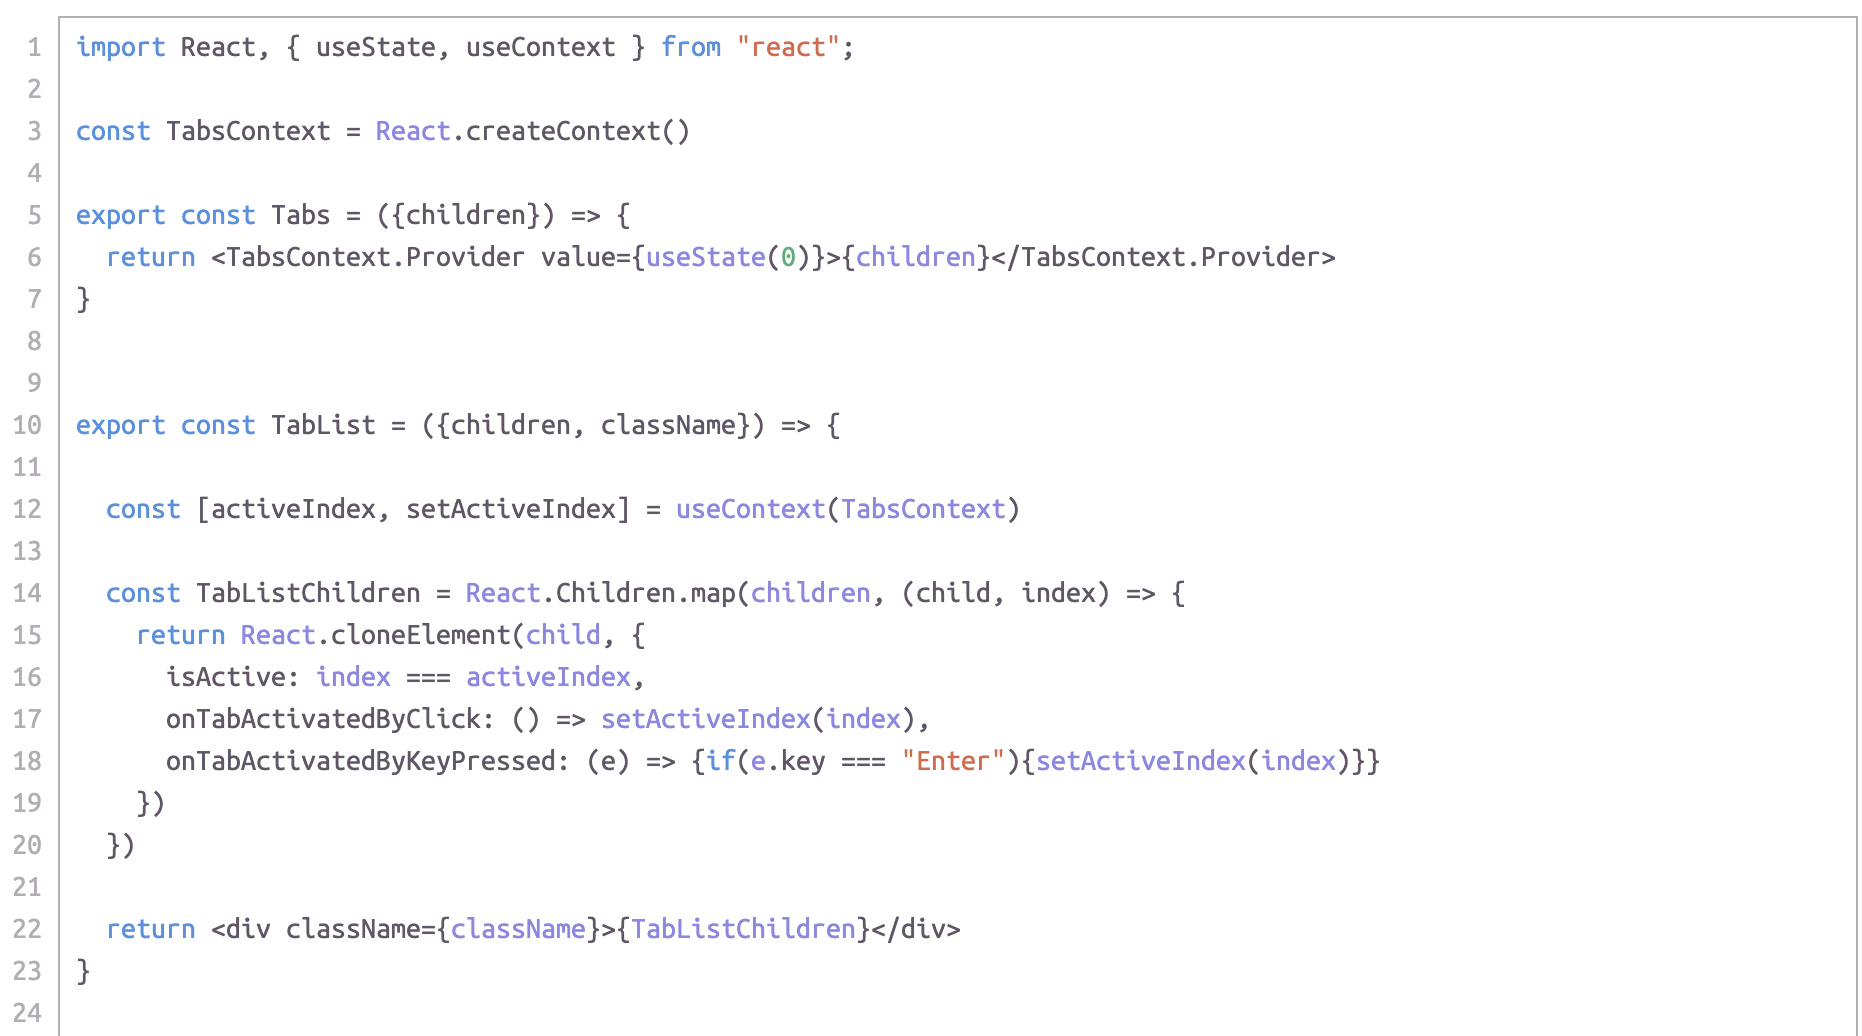 1 import React, { useState, useContext } from "react";
2
3 const TabsContext = React.createContext()
4
5 export const Tabs = ({children}) => {
6   return <TabsContext.Provider value={useState(0)}>{children}</TabsContext.Provider>
7 }
8
9
10 export const TabList = ({children, className}) => {
11
12   const [activeIndex, setActiveIndex] = useContext(TabsContext)
13
14   const TabListChildren = React.Children.map(children, (child, index) => {
15     return React.cloneElement(child, {
16       isActive: index === activeIndex,
17       onTabActivatedByClick: () => setActiveIndex(index),
18       onTabActivatedByKeyPressed: (e) => {if(e.key === "Enter"){setActiveIndex(index)}}
19     })
20   })
21
22   return <div className={className}>{TabListChildren}</div>
23 }
24